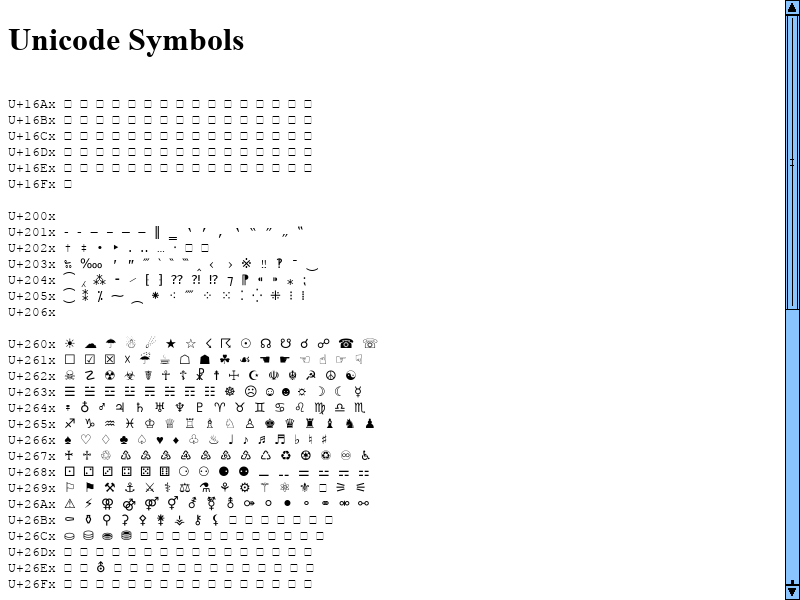 Unicode Symbols
U+16Ax □ □ □ □ □ □ □ □ □ □ □ □ □ □ □ □
U+16Bx □ □ □ □ □ □ □ □ □ □ □ □ □ □ □ □
U+16Cx □ □ □ □ □ □ □ □ □ □ □ □ □ □ □ □
U+16Dx □ □ □ □ □ □ □ □ □ □ □ □ □ □ □ □
U+16Ex □ □ □ □ □ □ □ □ □ □ □ □ □ □ □ □
U+16Fx □
U+200x
U+201x ‐ ‑ ‒ – — ― ‖ ‗ ‘ ’ ‚ ‛ “ ” „ ‟
U+202x † ‡ • ‣ ․ ‥ … ‧ □ □
U+203x ‰ ‱ ′ ″ ‴ ‵ ‶ ‷ ‸ ‹ › ※ ‼ ‽ ‾ ‿
U+204x ⁀ ⁁ ⁂ ⁃ ⁄ ⁅ ⁆ ⁇ ⁈ ⁉ ⁊ ⁋ ⁌ ⁍ ⁎ ⁏
U+205x ⁐ ⁑ ⁒ ⁓ ⁔ ⁕ ⁖ ⁗ ⁘ ⁙ ⁚ ⁛ ⁜ ⁝ ⁞
U+206x
U+260x ☀ ☁ ☂ ☃ ☄ ★ ☆ ☇ ☈ ☉ ☊ ☋ ☌ ☍ ☎ ☏
U+261x ☐ ☑ ☒ ☓ ☔ ☕ ☖ ☗ ☘ ☙ ☚ ☛ ☜ ☝ ☞ ☟
U+262x ☠ ☡ ☢ ☣ ☤ ☥ ☦ ☧ ☨ ☩ ☪ ☫ ☬ ☭ ☮ ☯
U+263x ☰ ☱ ☲ ☳ ☴ ☵ ☶ ☷ ☸ ☹ ☺ ☻ ☼ ☽ ☾ ☿
U+264x ♀ ♁ ♂ ♃ ♄ ♅ ♆ ♇ ♈ ♉ ♊ ♋ ♌ ♍ ♎ ♏
U+265x ♐ ♑ ♒ ♓ ♔ ♕ ♖ ♗ ♘ ♙ ♚ ♛ ♜ ♝ ♞ ♟
U+266x ♠ ♡ ♢ ♣ ♤ ♥ ♦ ♧ ♨ ♩ ♪ ♫ ♬ ♭ ♮ ♯
U+267x ♰ ♱ ♲ ♳ ♴ ♵ ♶ ♷ ♸ ♹ ♺ ♻ ♼ ♽ ♾ ♿
U+268x ⚀ ⚁ ⚂ ⚃ ⚄ ⚅ ⚆ ⚇ ⚈ ⚉ ⚊ ⚋ ⚌ ⚍ ⚎ ⚏
U+269x ⚐ ⚑ ⚒ ⚓ ⚔ ⚕ ⚖ ⚗ ⚘ ⚙ ⚚ ⚛ ⚜ □ ⚞ ⚟
U+26Ax ⚠ ⚡ ⚢ ⚣ ⚤ ⚥ ⚦ ⚧ ⚨ ⚩ ⚪ ⚫ ⚬ ⚭ ⚮ ⚯
U+26Bx ⚰ ⚱ ⚲ ⚳ ⚴ ⚵ ⚶ ⚷ ⚸ □ □ □ □ □ □ □
U+26Cx ⛀ ⛁ ⛂ ⛃ □ □ □ □ □ □ □ □ □ □ □ □
U+26Dx □ □ □ □ □ □ □ □ □ □ □ □ □ □ □ □
U+26Ex □ □ ⛢ □ □ □ □ □ □ □ □ □ □ □ □ □
U+26Fx □ □ □ □ □ □ □ □ □ □ □ □ □ □ □ □